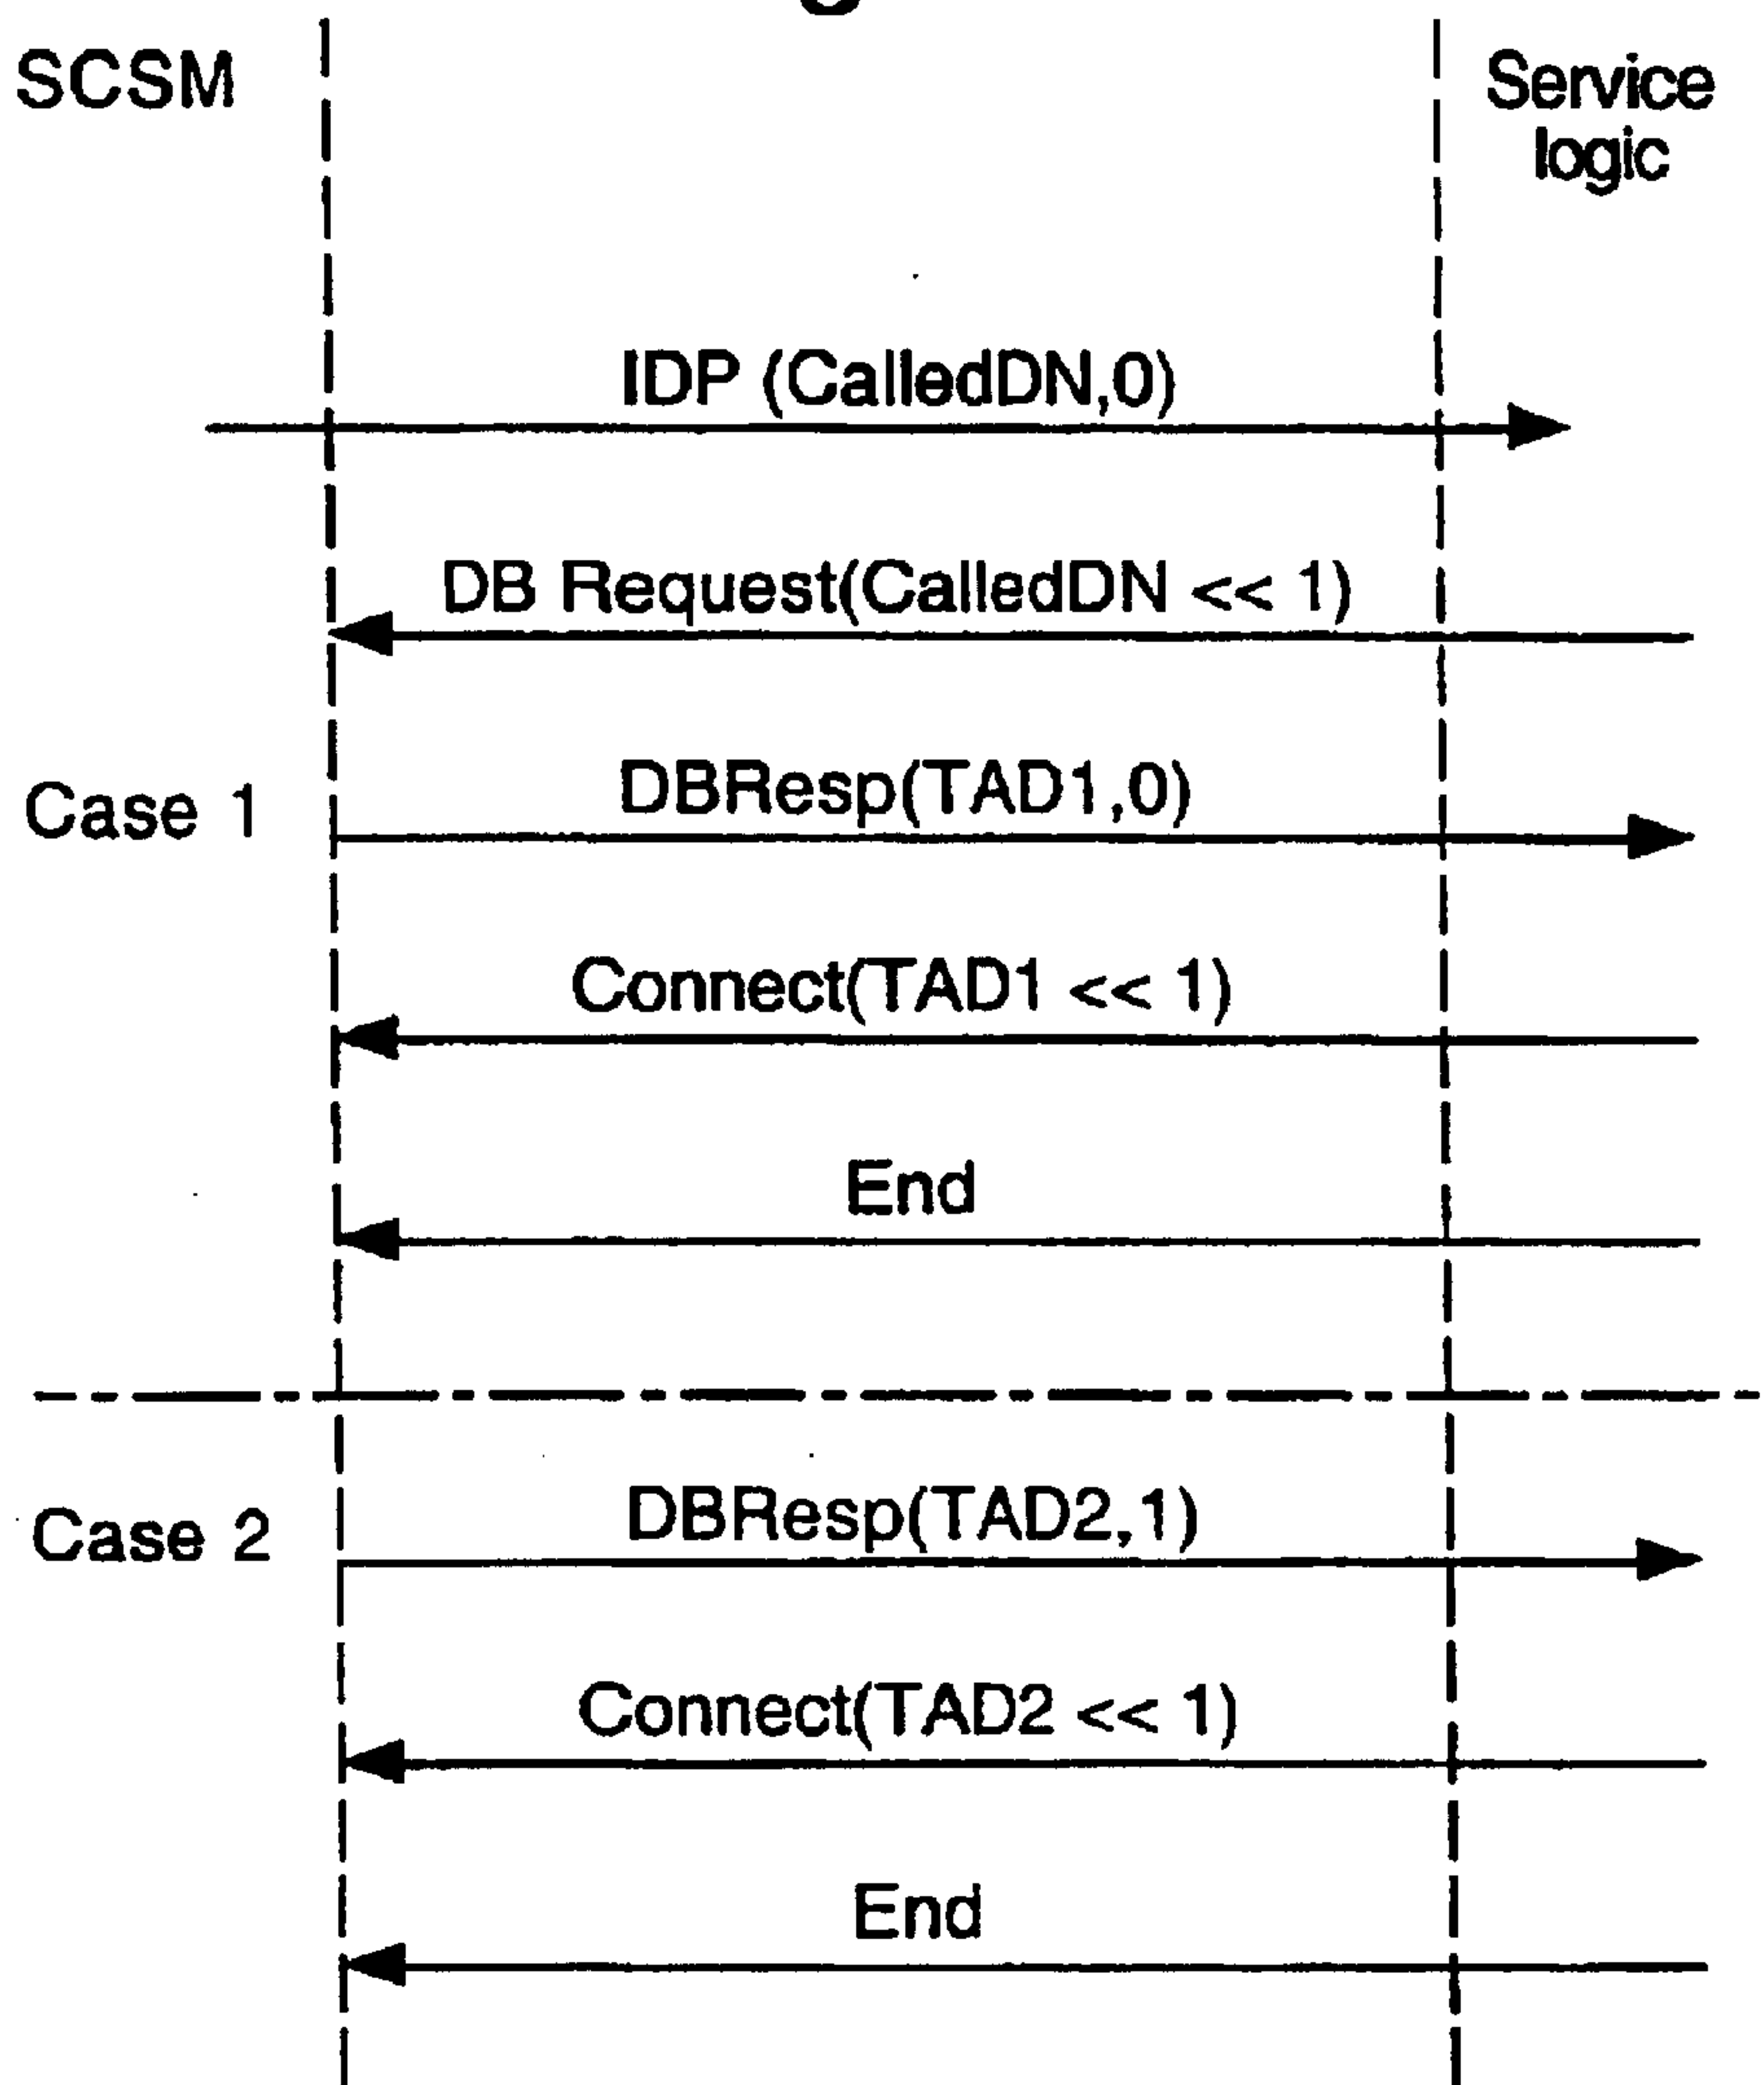 SCSM
Service
logic
IDP (CalledDN,0)
DB Request(CalledDN << 1)
Case 1
DBResp(TAD1,0)
Connect(TAD1 << 1)
End
Case 2
DBResp(TAD2,1)
Connect(TAD2 << 1)
End